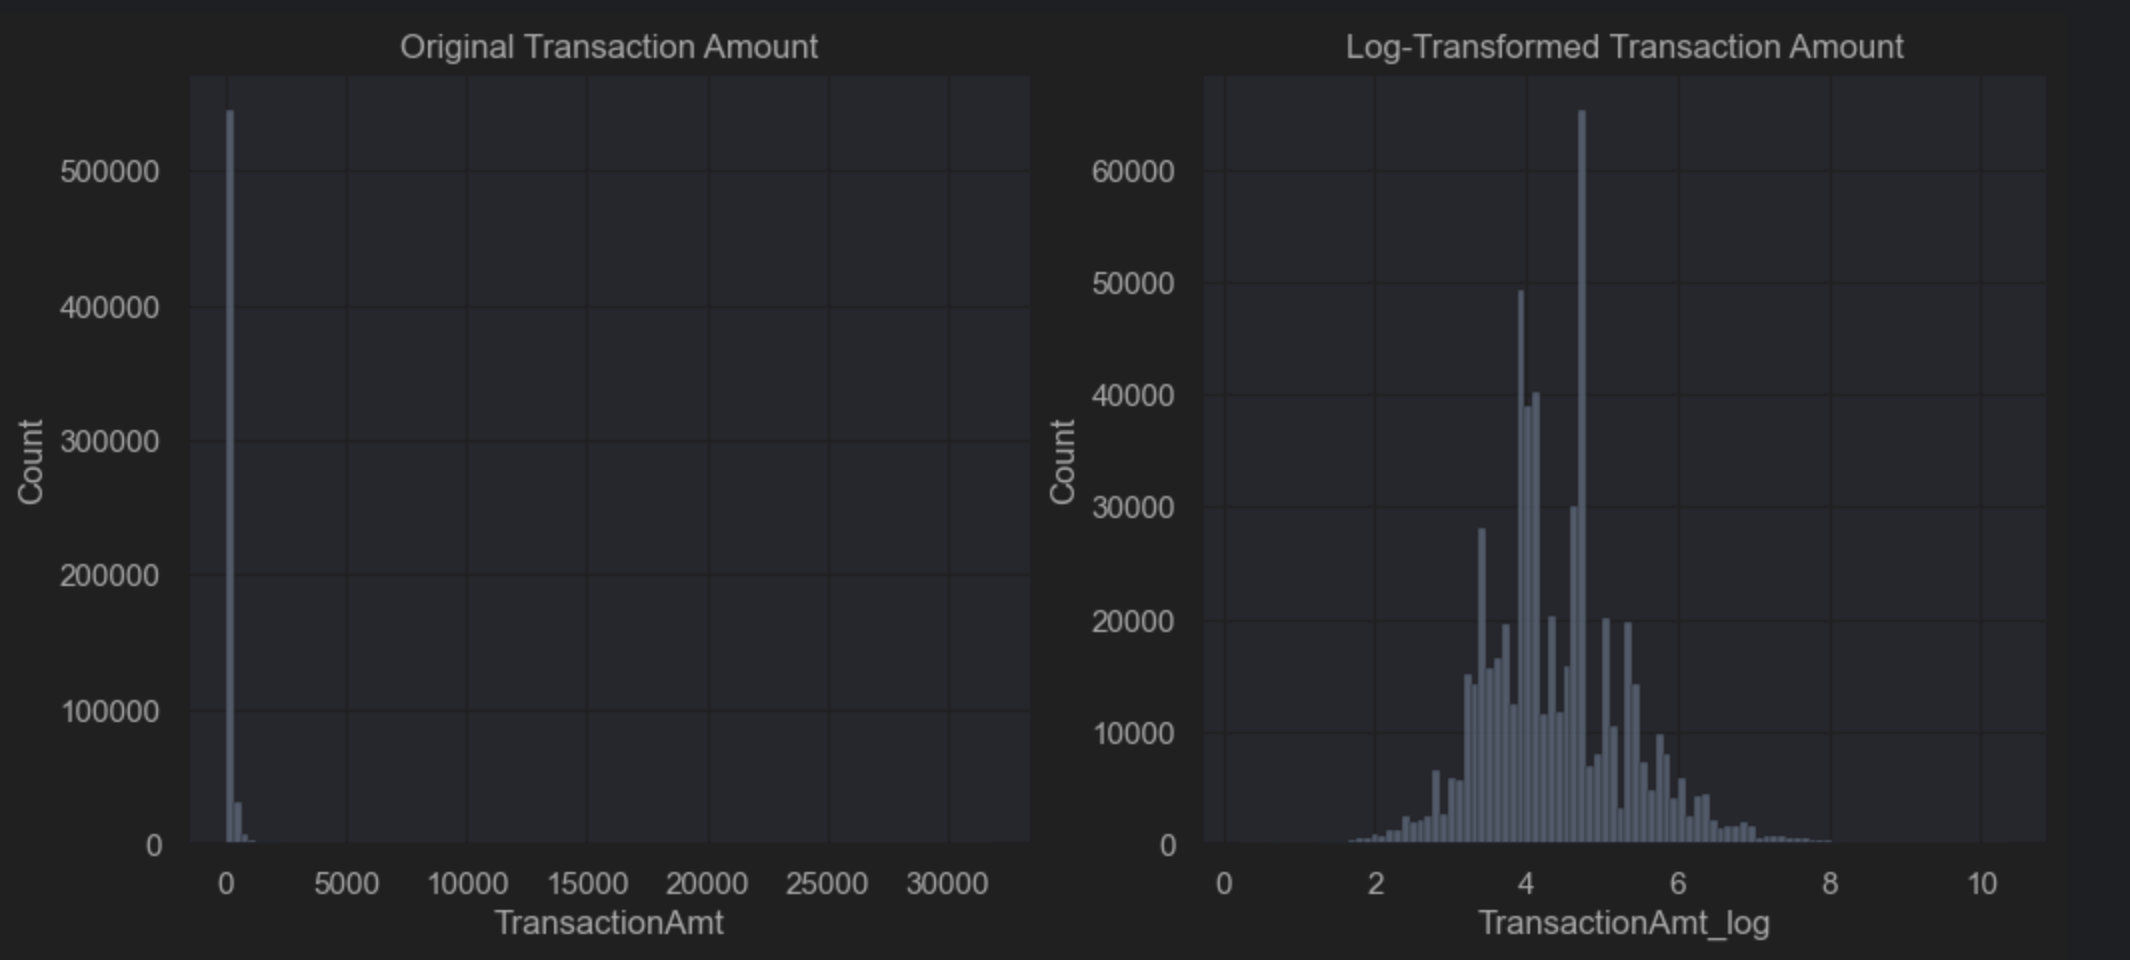 Original Transaction Amount
Count
500000
400000
300000
200000
100000
0
0 5000 10000 15000 20000 25000 30000
TransactionAmt
Log-Transformed Transaction Amount
Count
60000
50000
40000
30000
20000
10000
0
0 2 4 6 8 10
TransactionAmt_log